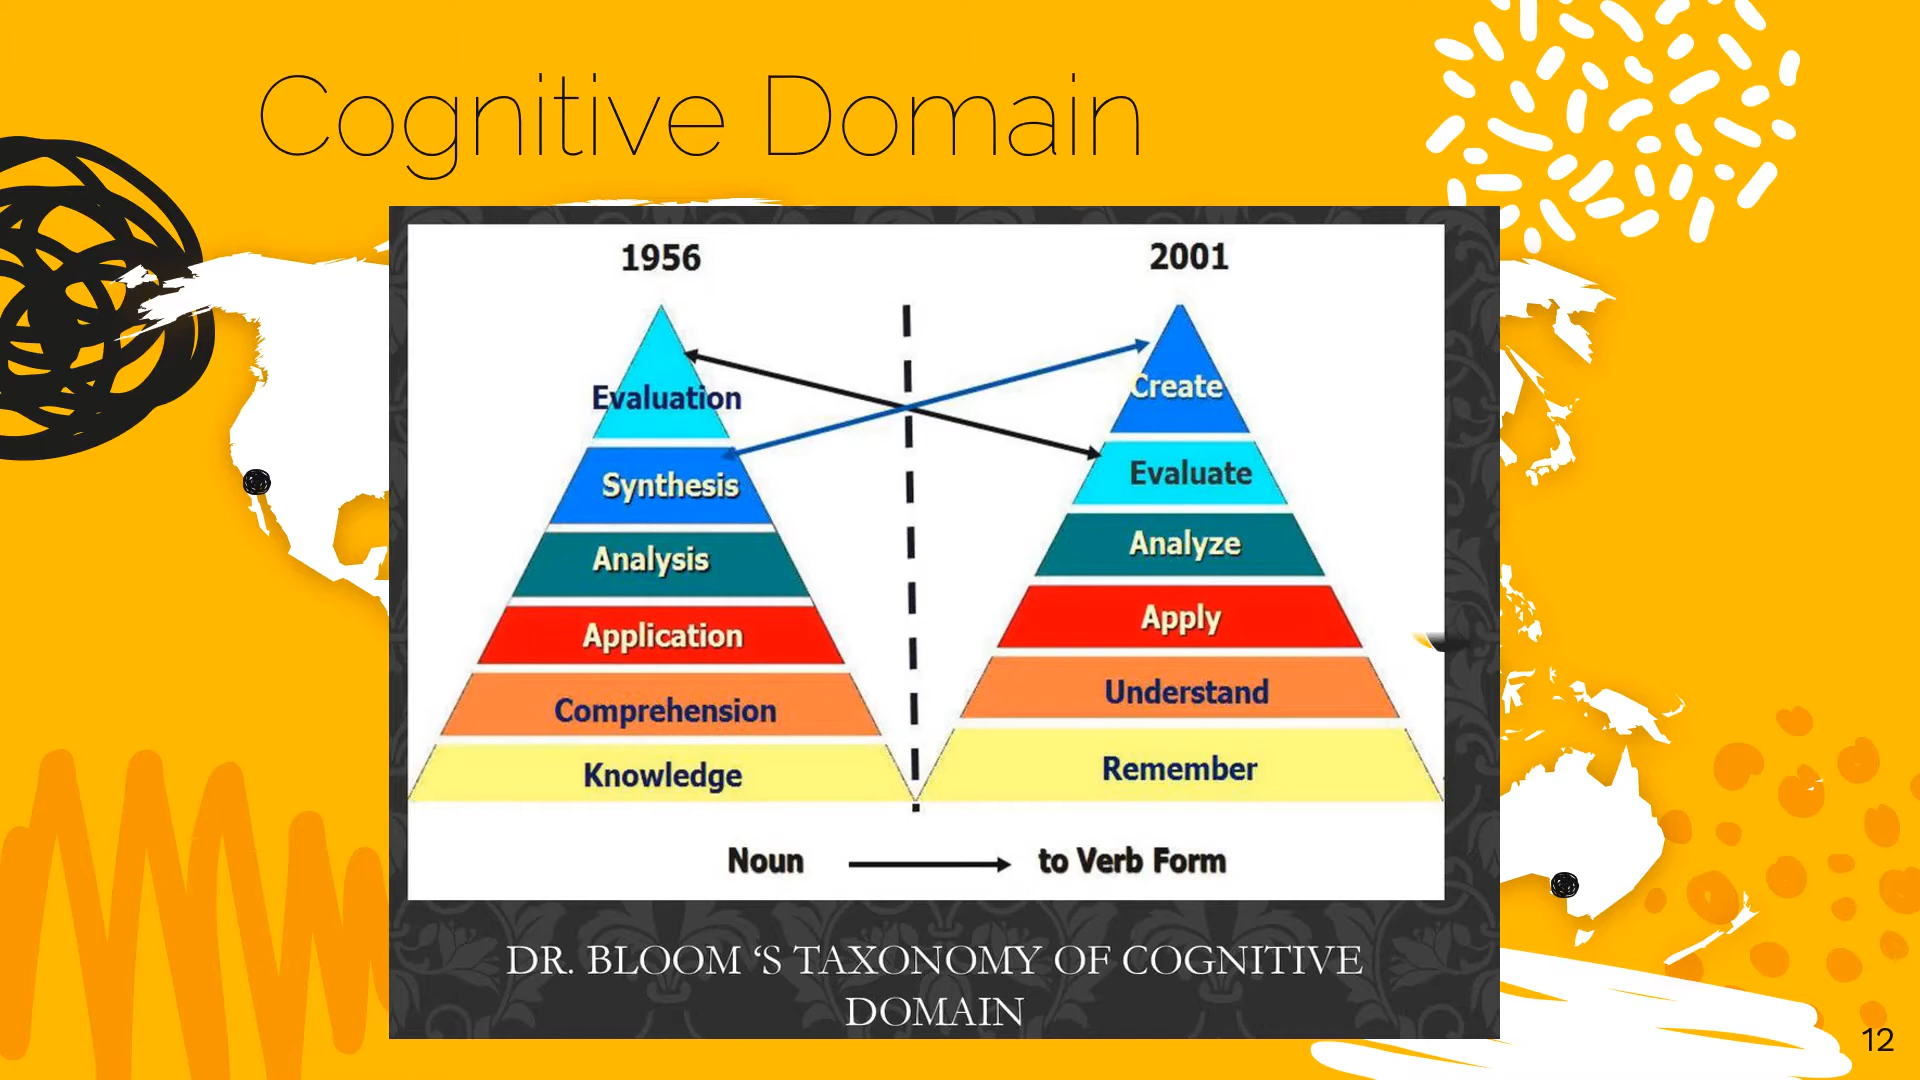 Cognitive Domain
1956
2001
Evaluation
Synthesis
Analysis
Application
Comprehension
Knowledge
Create
Evaluate
Analyze
Apply
Understand
Remember
Noun
to Verb Form
DR. BLOOM ‘S TAXONOMY OF COGNITIVE
DOMAIN
12